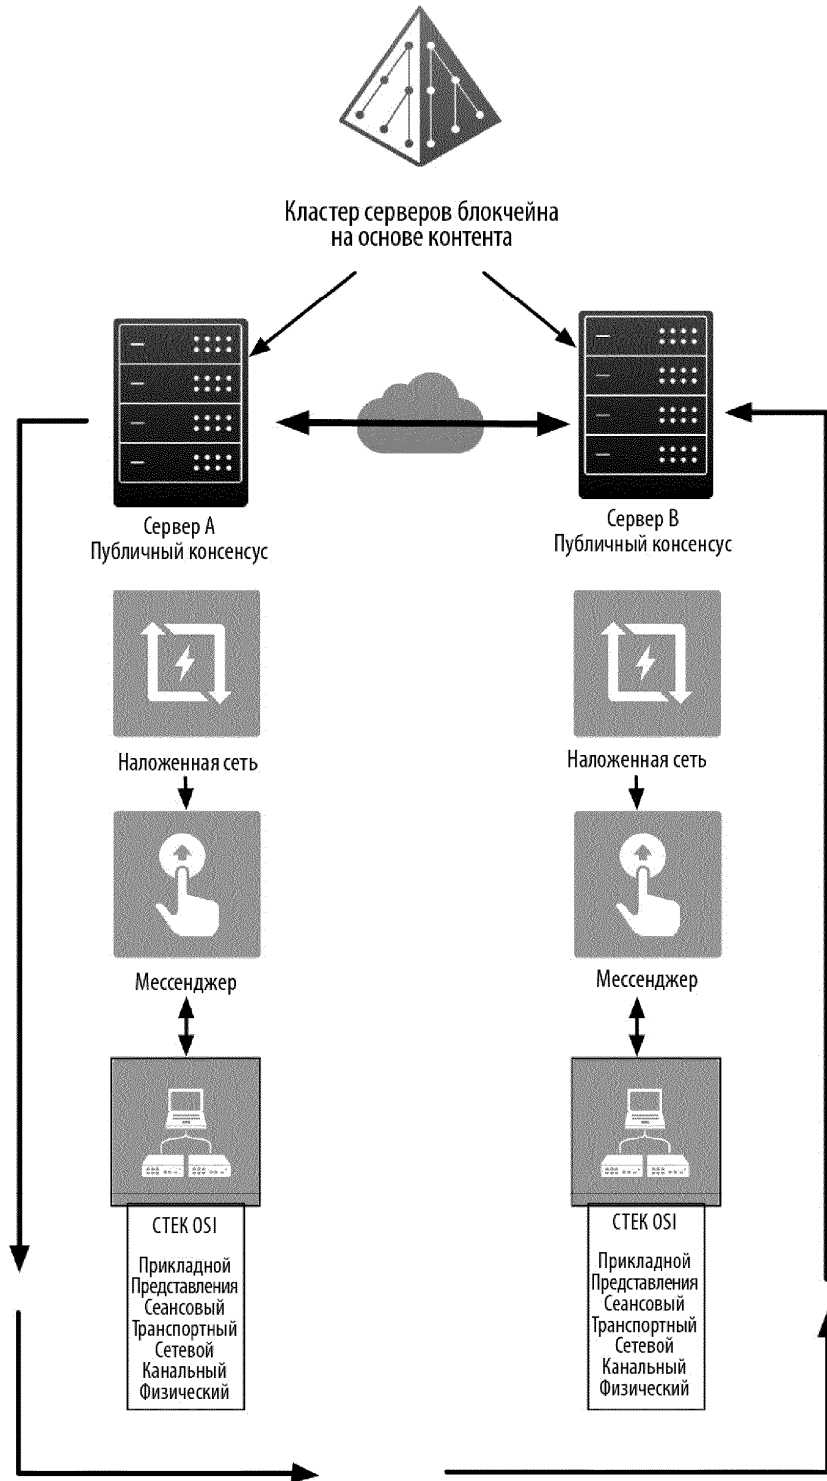 Кластер серверов блокчейна
на основе контента
Сервер A
Публичный консенсус
Сервер B
Публичный консенсус
Наложенная сеть
Наложенная сеть
Мессенджер
Мессенджер
СТЕК OSI
Прикладной
Представления
Сеансовый
Транспортный
Сетевой
Канальный
Физический
СТЕК OSI
Прикладной
Представления
Сеансовый
Транспортный
Сетевой
Канальный
Физический